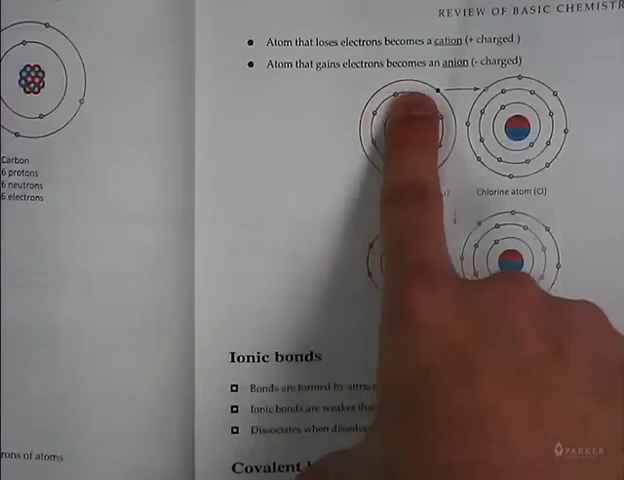 REVIEW OF BASIC CHEMISTR
Atom that loses electrons becomes a cation (+ charged )
Atom that gains electrons becomes an anion (- charged)
Carbon
6 protons
6 neutrons
6 electrons
Chlorine atom (Cl)
Ionic bonds
Bonds are formed by attrac
Ionic bonds are weaker tha
Dissociates when dissolve
rons of atoms
Covalent
PARKER